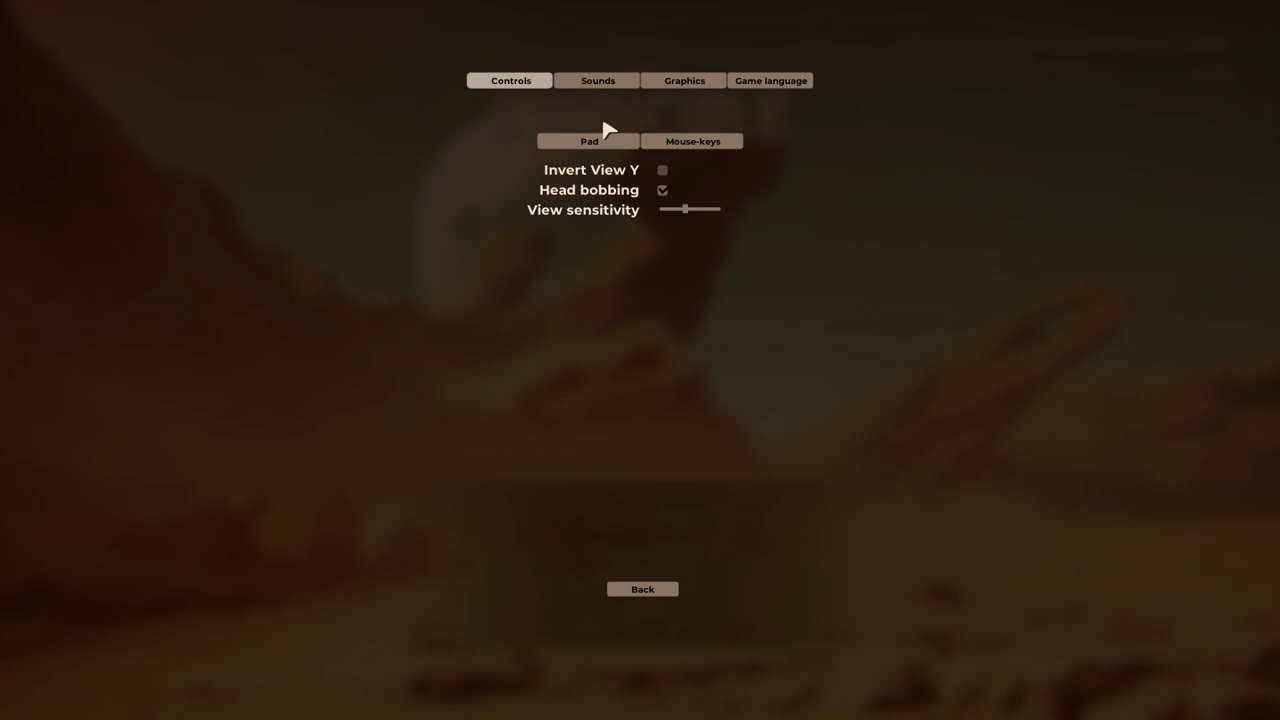 Controls Sounds Graphics Game language
Pad Mouse-keys
Invert View Y
Head bobbing
View sensitivity
Back